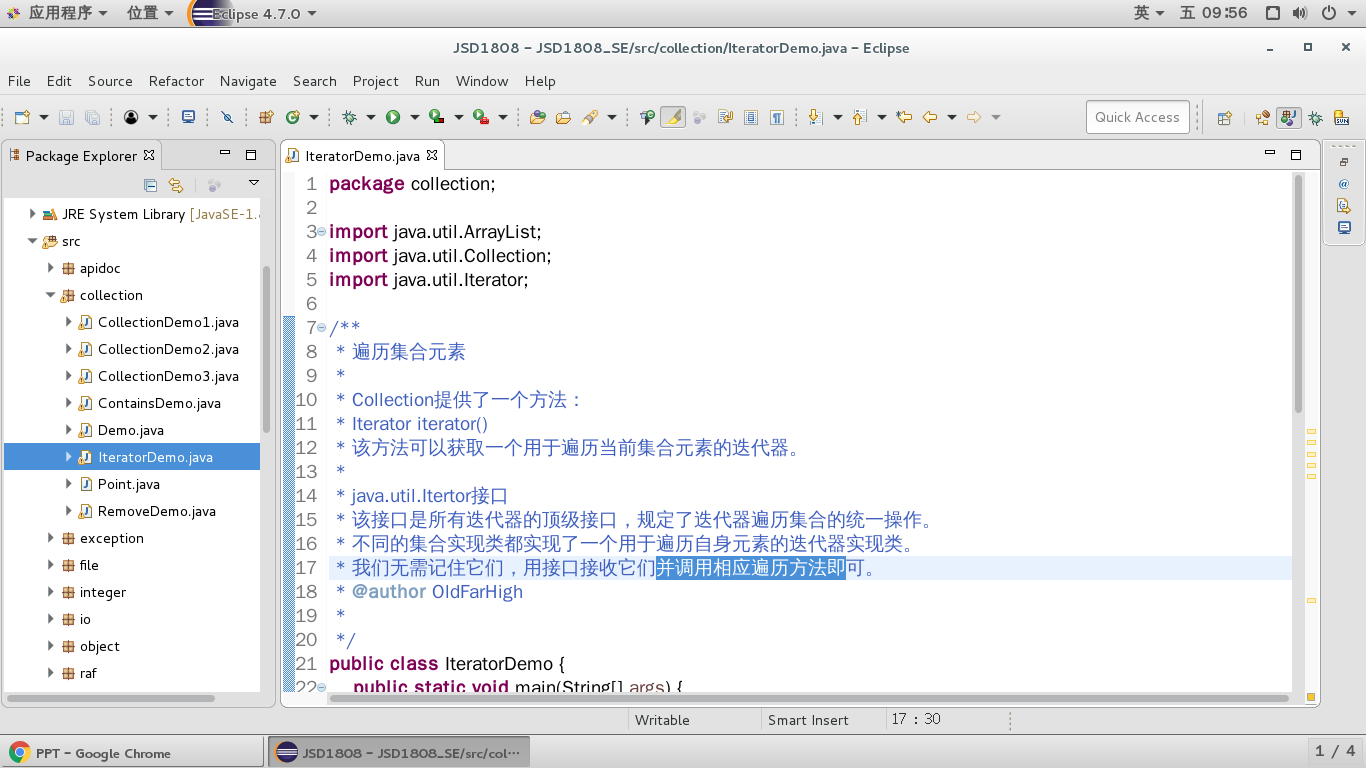 应用程序 位置 Eclipse 4.7.0 英 五 09:56
JSD1808 - JSD1808_SE/src/collection/IteratorDemo.java - Eclipse
File Edit Source Refactor Navigate Search Project Run Window Help
Quick Access
Package Explorer
JRE System Library [JavaSE-1.
src
apidoc
collection
CollectionDemo1.java
CollectionDemo2.java
CollectionDemo3.java
ContainsDemo.java
Demo.java
IteratorDemo.java
Point.java
RemoveDemo.java
exception
file
integer
io
object
raf
IteratorDemo.java
1 package collection;
2
3 import java.util.ArrayList;
4 import java.util.Collection;
5 import java.util.Iterator;
6
7 /**
8 * 遍历集合元素
9 *
10 * Collection提供了一个方法：
11 * Iterator iterator()
12 * 该方法可以获取一个用于遍历当前集合元素的迭代器。
13 *
14 * java.util.Itertor接口
15 * 该接口是所有迭代器的顶级接口，规定了迭代器遍历集合的统一操作。
16 * 不同的集合实现类都实现了一个用于遍历自身元素的迭代器实现类。
17 * 我们无需记住它们，用接口接收它们并调用相应遍历方法即可。
18 * @author OldFarHigh
19 *
20 */
21 public class IteratorDemo {
22 public static void main(String[] args) {
Writable Smart Insert 17 : 30
PPT - Google Chrome JSD1808 - JSD1808_SE/src/col··· 1 / 4